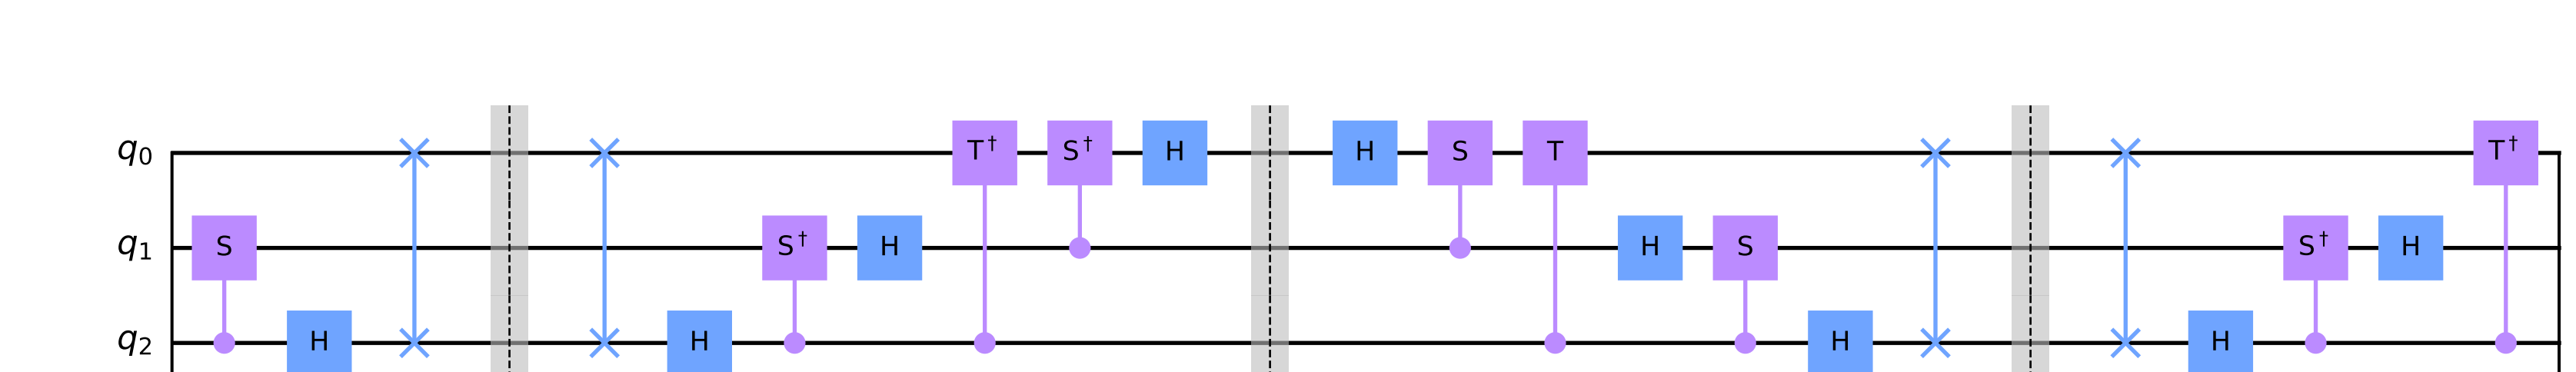 q0 T† S† H H S T T†
q1 S S† H H S S† H
q2 H H H H